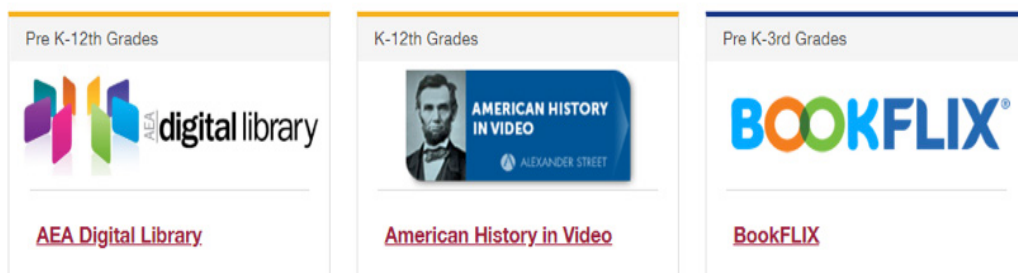 Pre K-12th Grades
AEA digital library
AEA Digital Library
K-12th Grades
AMERICAN HISTORY
IN VIDEO
ALEXANDER STREET
American History in Video
Pre K-3rd Grades
BOOKFLIX®
BookFLIX